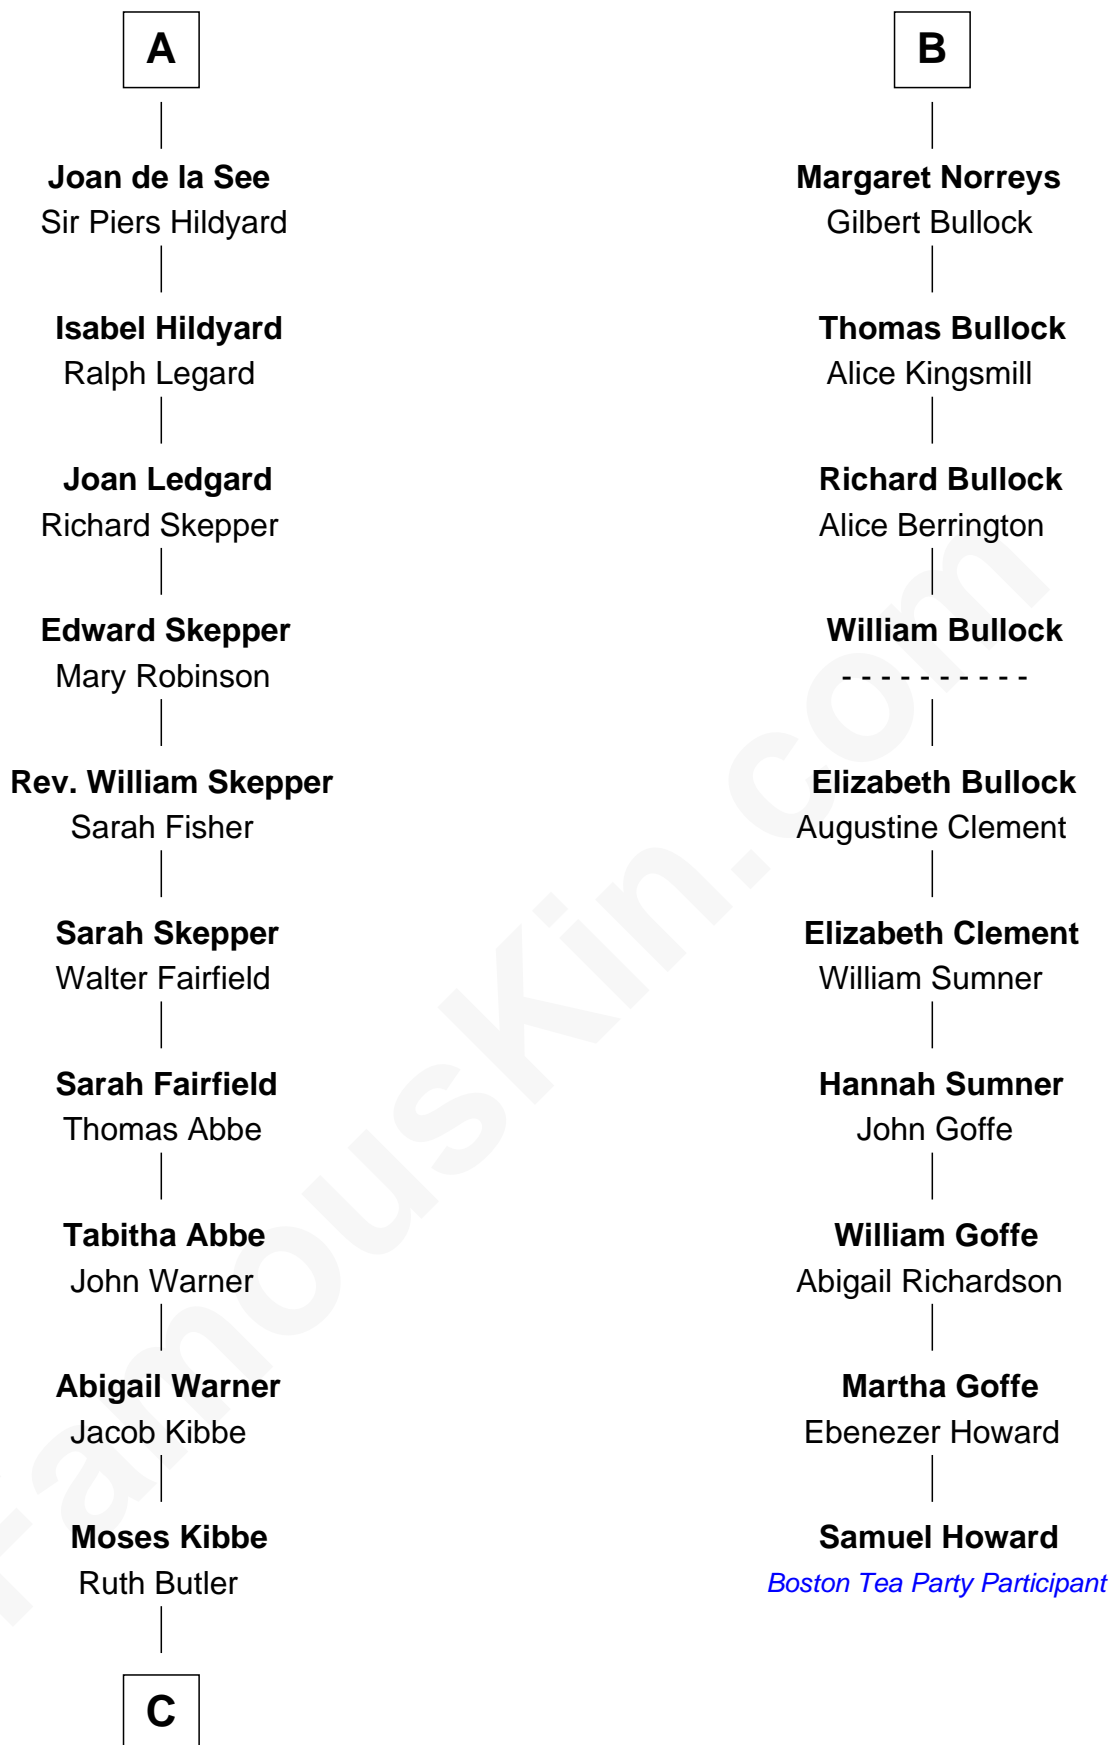 A
Joan de la See
Sir Piers Hildyard
Isabel Hildyard
Ralph Legard
Joan Ledgard
Richard Skepper
Edward Skepper
Mary Robinson
Rev. William Skepper
Sarah Fisher
Sarah Skepper
Walter Fairfield
Sarah Fairfield
Thomas Abbe
Tabitha Abbe
John Warner
Abigail Warner
Jacob Kibbe
Moses Kibbe
Ruth Butler
C
B
Margaret Norreys
Gilbert Bullock
Thomas Bullock
Alice Kingsmill
Richard Bullock
Alice Berrington
William Bullock
- - - - - - - - - -
Elizabeth Bullock
Augustine Clement
Elizabeth Clement
William Sumner
Hannah Sumner
John Goffe
William Goffe
Abigail Richardson
Martha Goffe
Ebenezer Howard
Samuel Howard
Boston Tea Party Participant
FamousKin.com